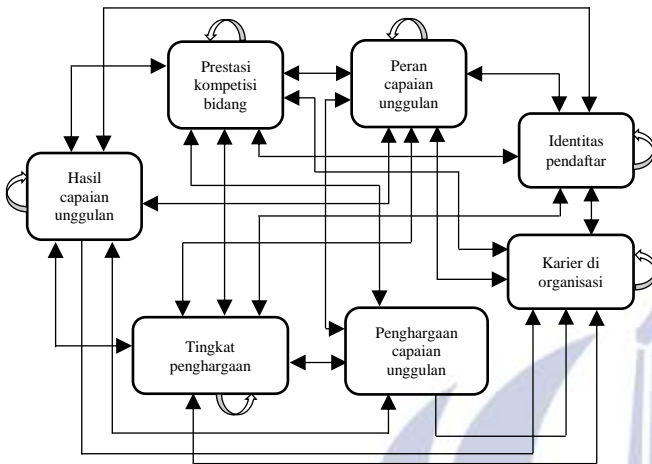 Prestasi
kompetisi
bidang
Peran
capaian
unggulan
Identitas
pendaftar
Hasil
capaian
unggulan
Karier di
organisasi
Tingkat
penghargaan
Penghargaan
capaian
unggulan